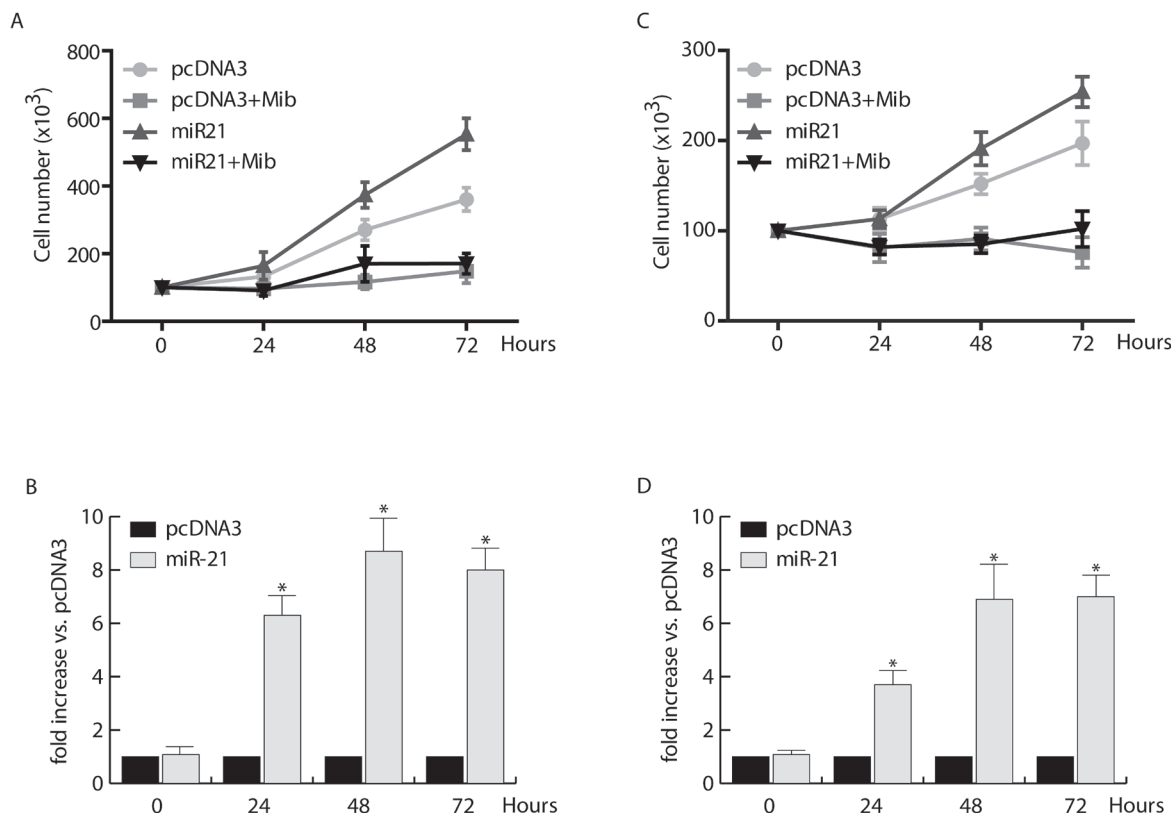 A
Cell number (x10³)
800
600
400
200
0
pcDNA3
pcDNA3+Mib
miR21
miR21+Mib
0 24 48 72 Hours
C
Cell number (x10³)
300
200
100
0
pcDNA3
pcDNA3+Mib
miR21
miR21+Mib
0 24 48 72 Hours
B
fold increase vs. pcDNA3
10
8
6
4
2
0
pcDNA3
miR-21
* * *
0 24 48 72 Hours
D
fold increase vs. pcDNA3
10
8
6
4
2
0
pcDNA3
miR-21
* * *
0 24 48 72 Hours